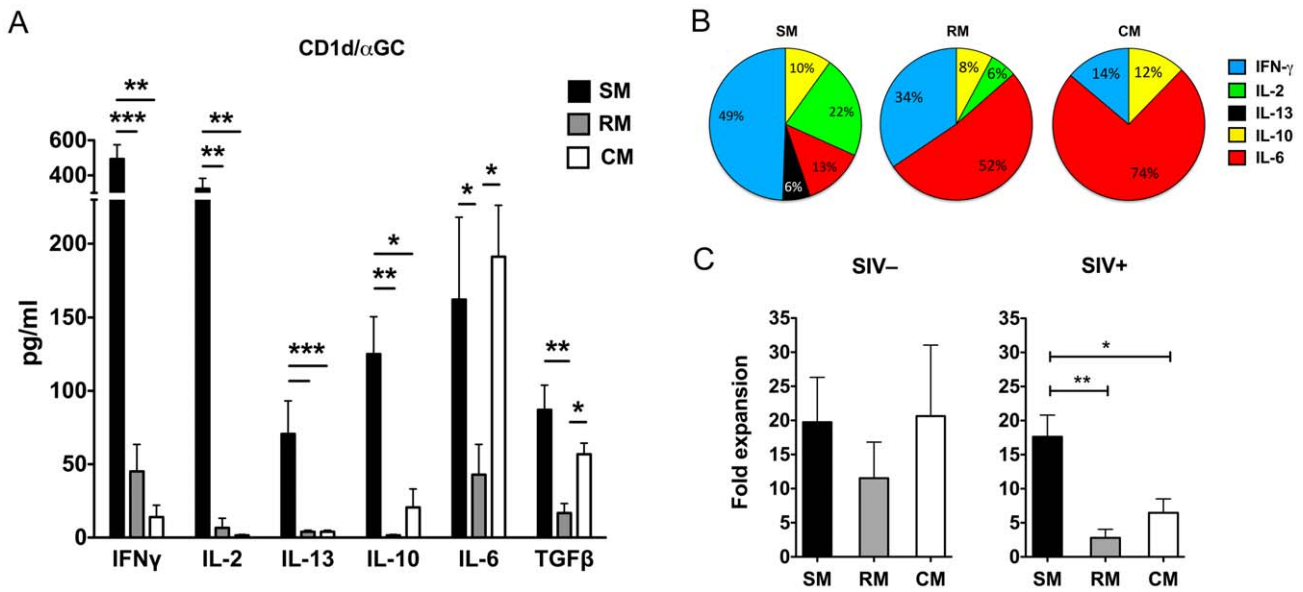 A
CD1d/αGC
SM
RM
CM
**
***
**
**
***
*
**
*
*
**
*
600
400
200
150
100
50
0
pg/ml
IFNγ IL-2 IL-13 IL-10 IL-6 TGFβ
B
SM RM CM
10%
22%
13%
6%
49%
8%
6%
52%
34%
12%
74%
14%
IFN-γ
IL-2
IL-13
IL-10
IL-6
C
SIV–
35
30
25
20
15
10
5
0
Fold expansion
SM RM CM
SIV+
35
30
25
20
15
10
5
0
*
**
SM RM CM